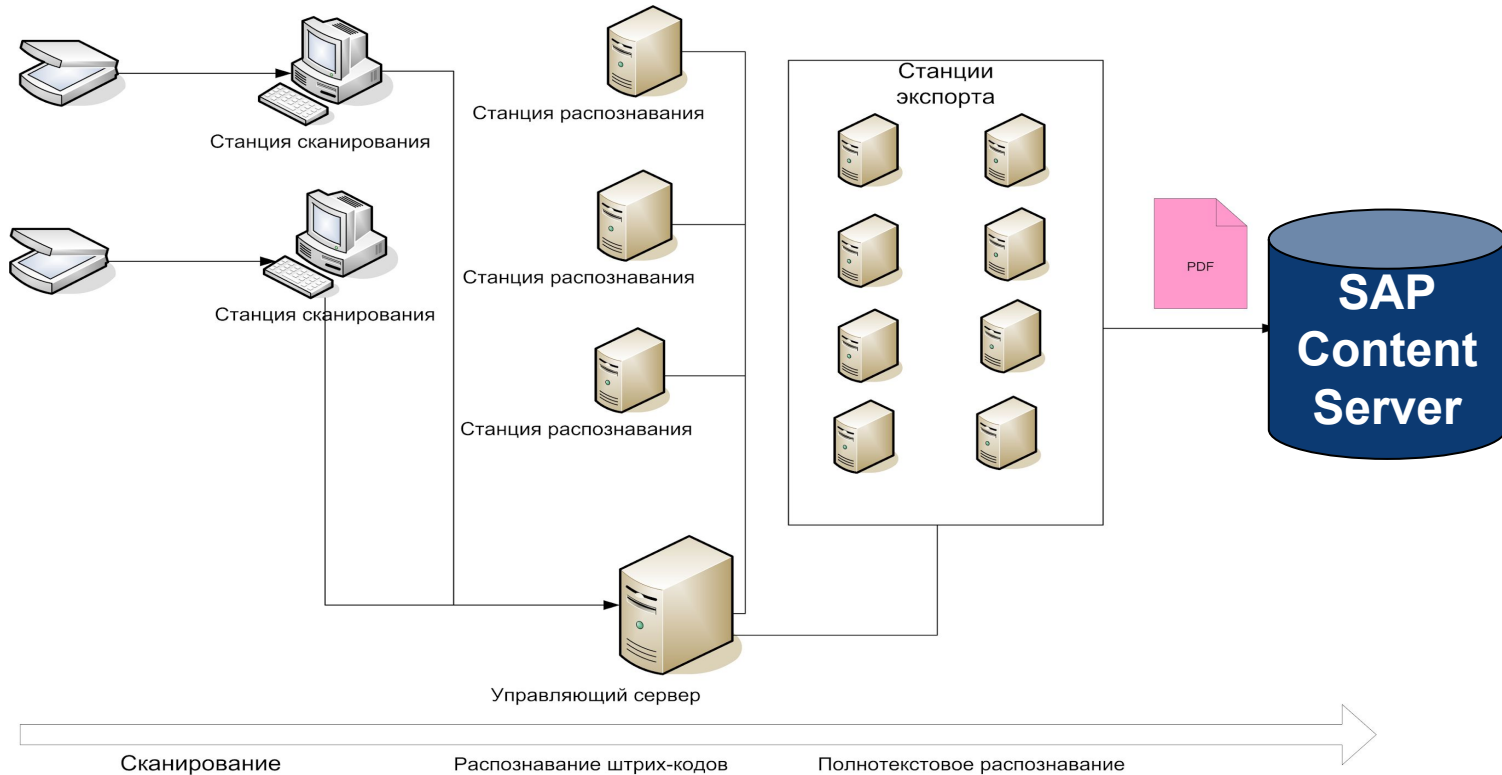 Станция сканирования
Станция сканирования
Станция распознавания
Станция распознавания
Станция распознавания
Управляющий сервер
Станции
экспорта
PDF
SAP
Content
Server
Сканирование
Распознавание штрих-кодов
Полнотекстовое распознавание